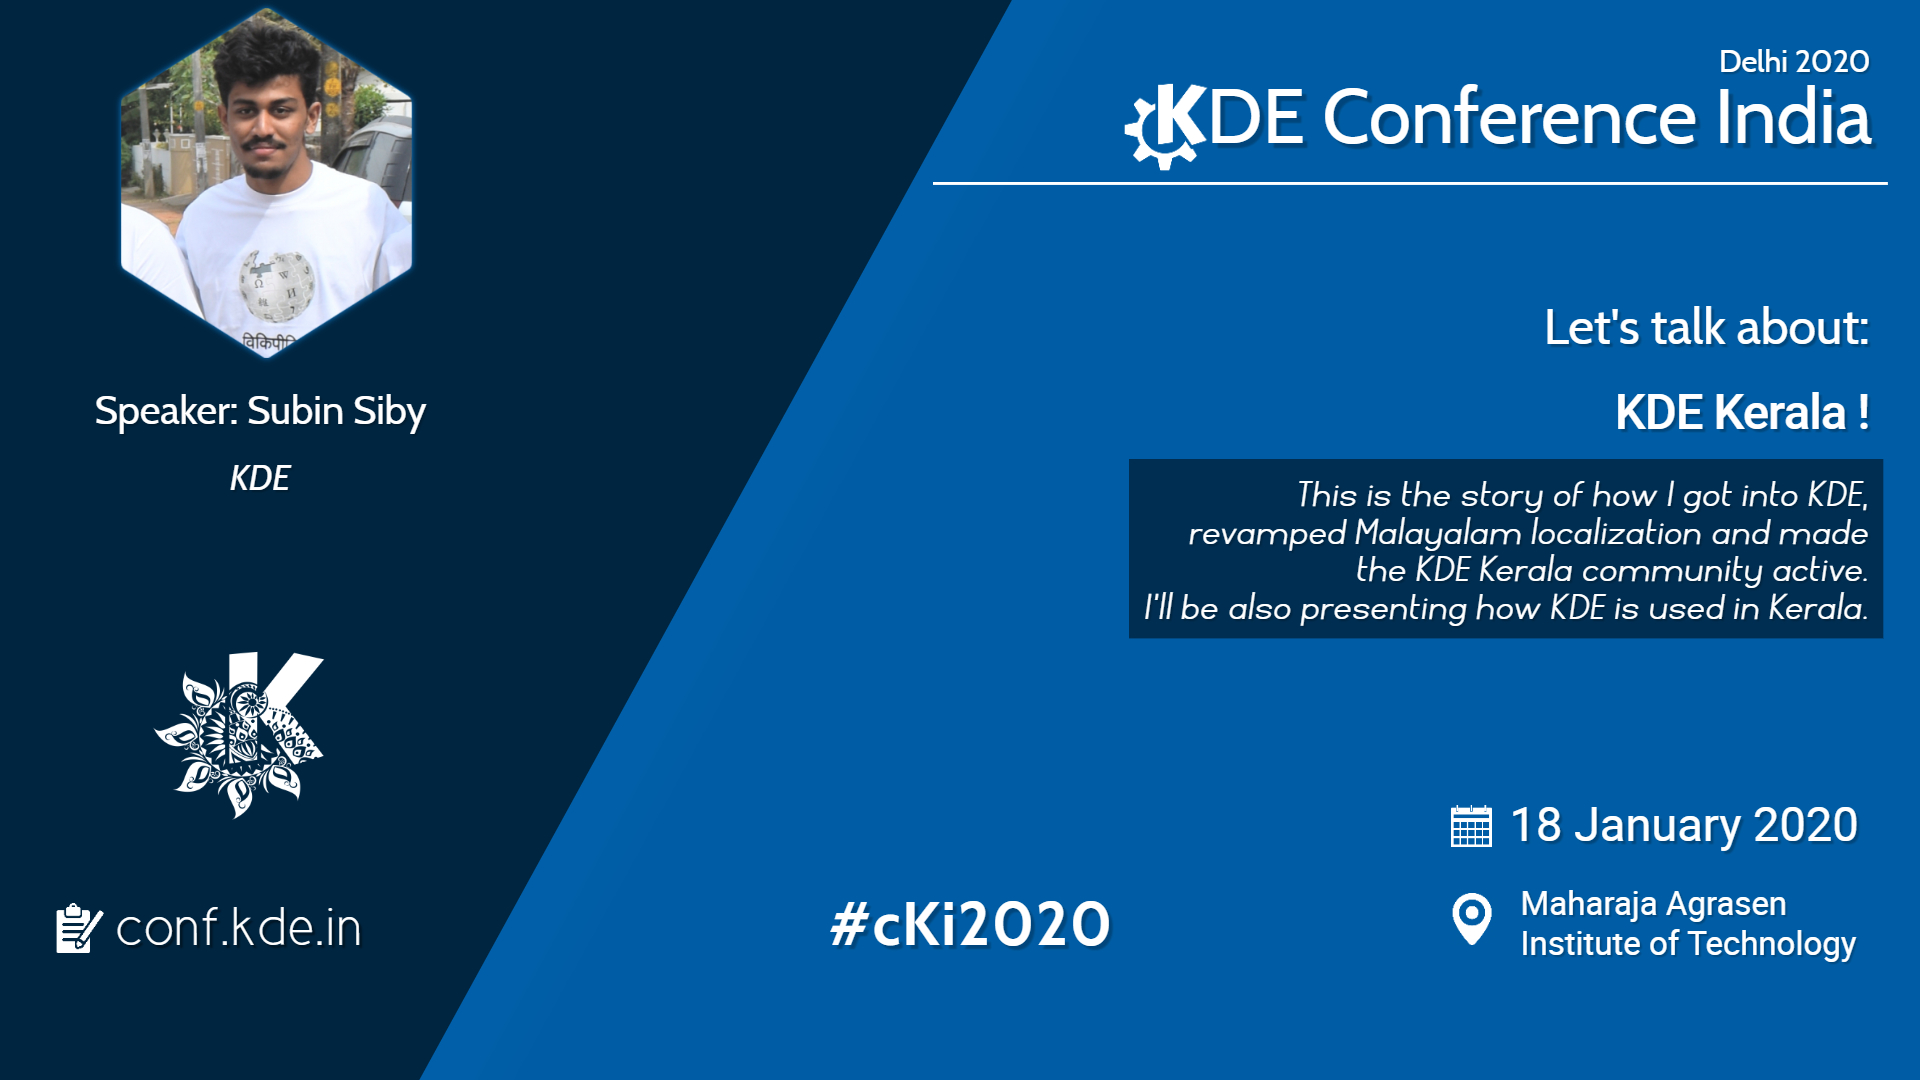 Speaker: Subin Siby
KDE
conf.kde.in
Delhi 2020
KDE Conference India
Let's talk about:
KDE Kerala !
This is the story of how I got into KDE,
revamped Malayalam localization and made
the KDE Kerala community active.
I'll be also presenting how KDE is used in Kerala.
#cKi2020
18 January 2020
Maharaja Agrasen
Institute of Technology